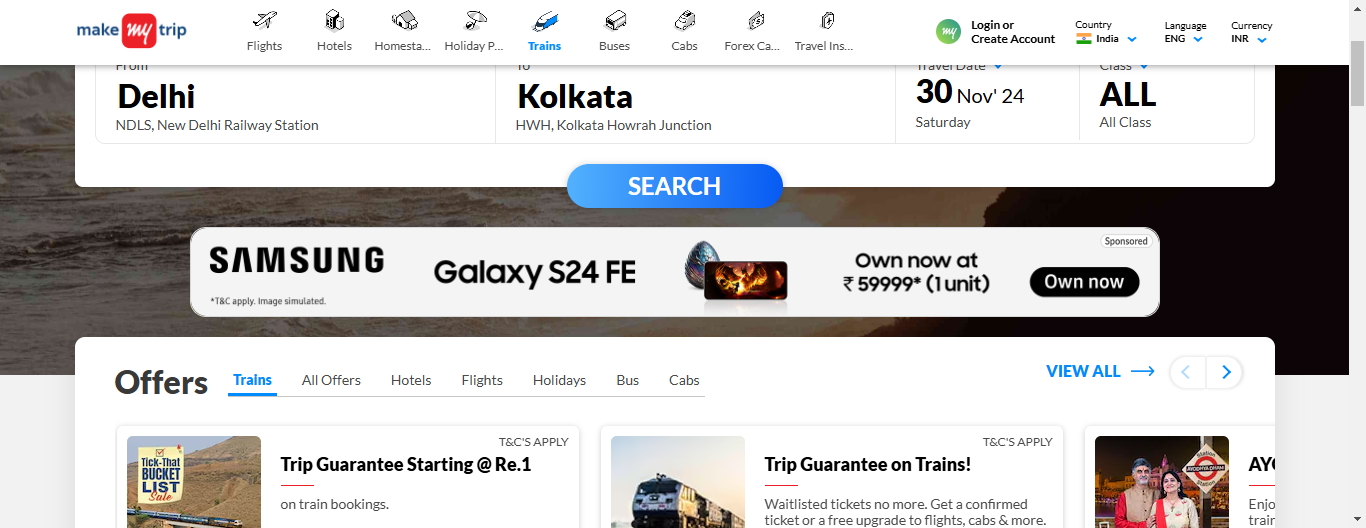 make my trip
Flights
Hotels
Homesta...
Holiday P...
Trains
Buses
Cabs
Forex Ca...
Travel Ins...
my
Login or
Create Account
Country
India
Language
ENG
Currency
INR
From
Delhi
NDLS, New Delhi Railway Station
To
Kolkata
HWH, Kolkata Howrah Junction
Travel Date
30 Nov' 24
Saturday
Class
ALL
All Class
SEARCH
SAMSUNG
*T&C apply. Image simulated.
Galaxy S24 FE
Own now at
₹ 59999* (1 unit)
Sponsored
Own now
Offers
Trains
All Offers
Hotels
Flights
Holidays
Bus
Cabs
VIEW ALL
TICK-THAT
BUCKET
LIST
Sale
T&C'S APPLY
Trip Guarantee Starting @ Re.1
on train bookings.
T&C'S APPLY
Trip Guarantee on Trains!
Waitlisted tickets no more. Get a confirmed
ticket or a free upgrade to flights, cabs & more.
Station
AYODHYA DHAM
Station
AYO
Enjo
train